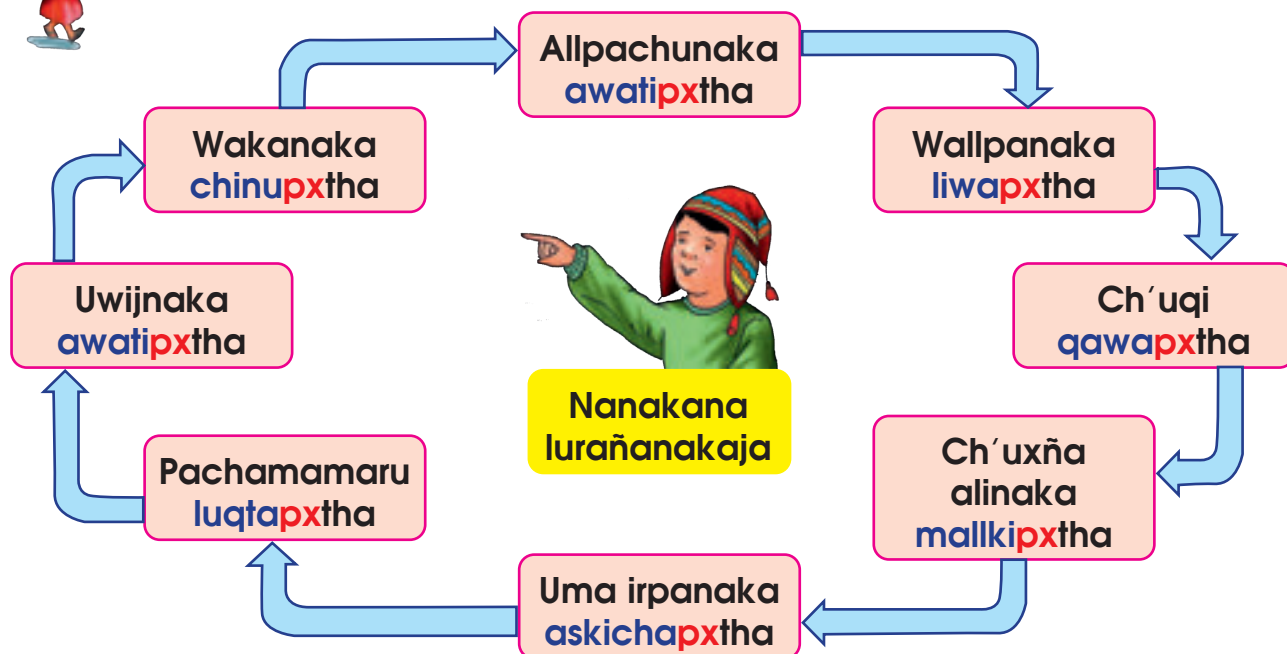 Allpachunaka
awatipxtha
Wallpanaka
liwapxtha
Ch´uqi
qawapxtha
Ch´uxña
alinaka
mallkipxtha
Uma irpanaka
askichapxtha
Pachamamaru
luqtapxtha
Uwijnaka
awatipxtha
Wakanaka
chinupxtha
Nanakana
lurañanakaja